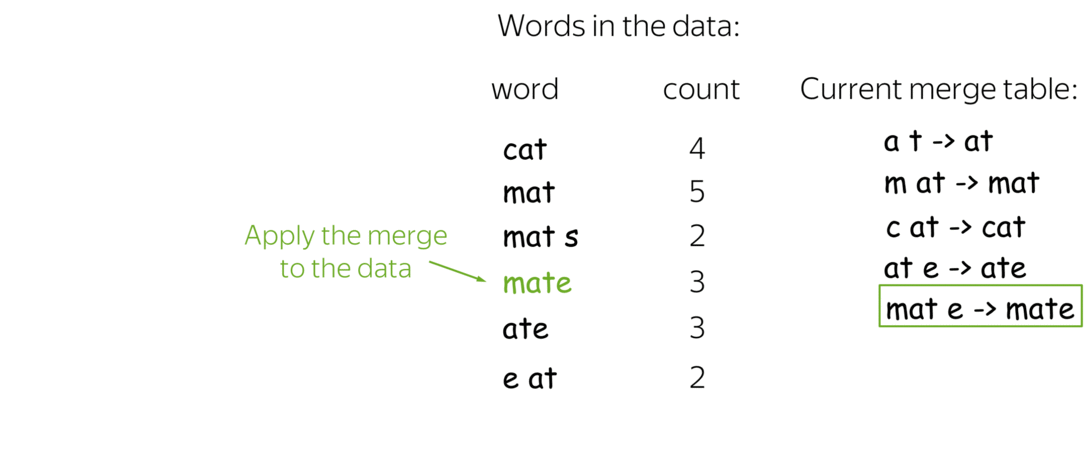 Words in the data:
word count Current merge table:
cat 4 a t -> at
mat 5 m at -> mat
mat s 2 c at -> cat
Apply the merge
to the data
mate 3 at e -> ate
ate 3 mat e -> mate
e at 2